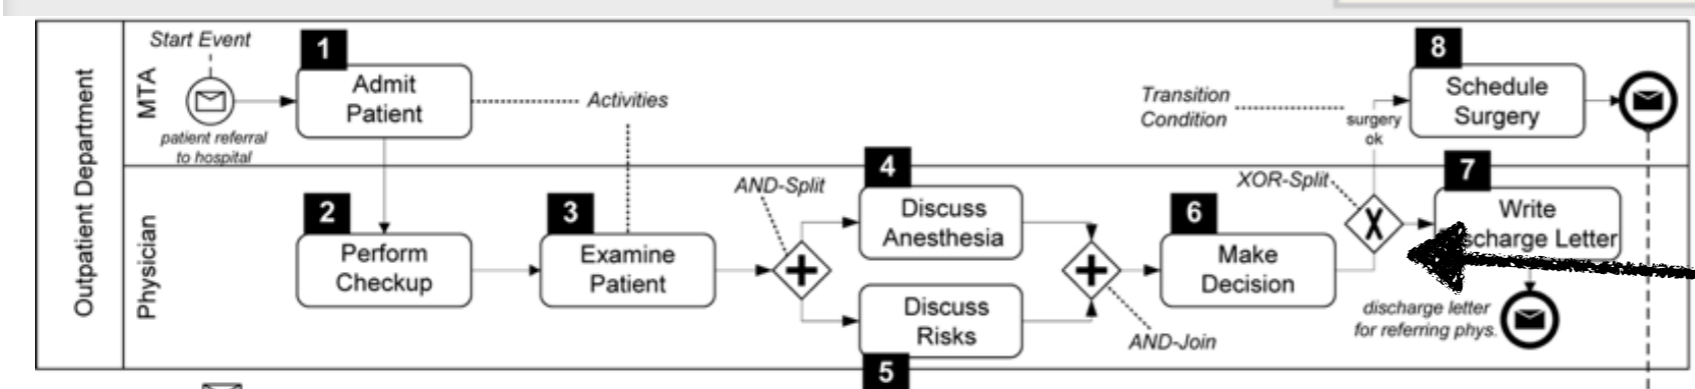 Outpatient Department
MTA
Start Event
patient referral
to hospital
1
Admit
Patient
Activities
Transition
Condition
surgery
ok
8
Schedule
Surgery
Physician
2
Perform
Checkup
3
Examine
Patient
AND-Split
4
Discuss
Anesthesia
Discuss
Risks
5
AND-Join
6
Make
Decision
XOR-Split
X
7
Write
scharge Letter
discharge letter
for referring phys.